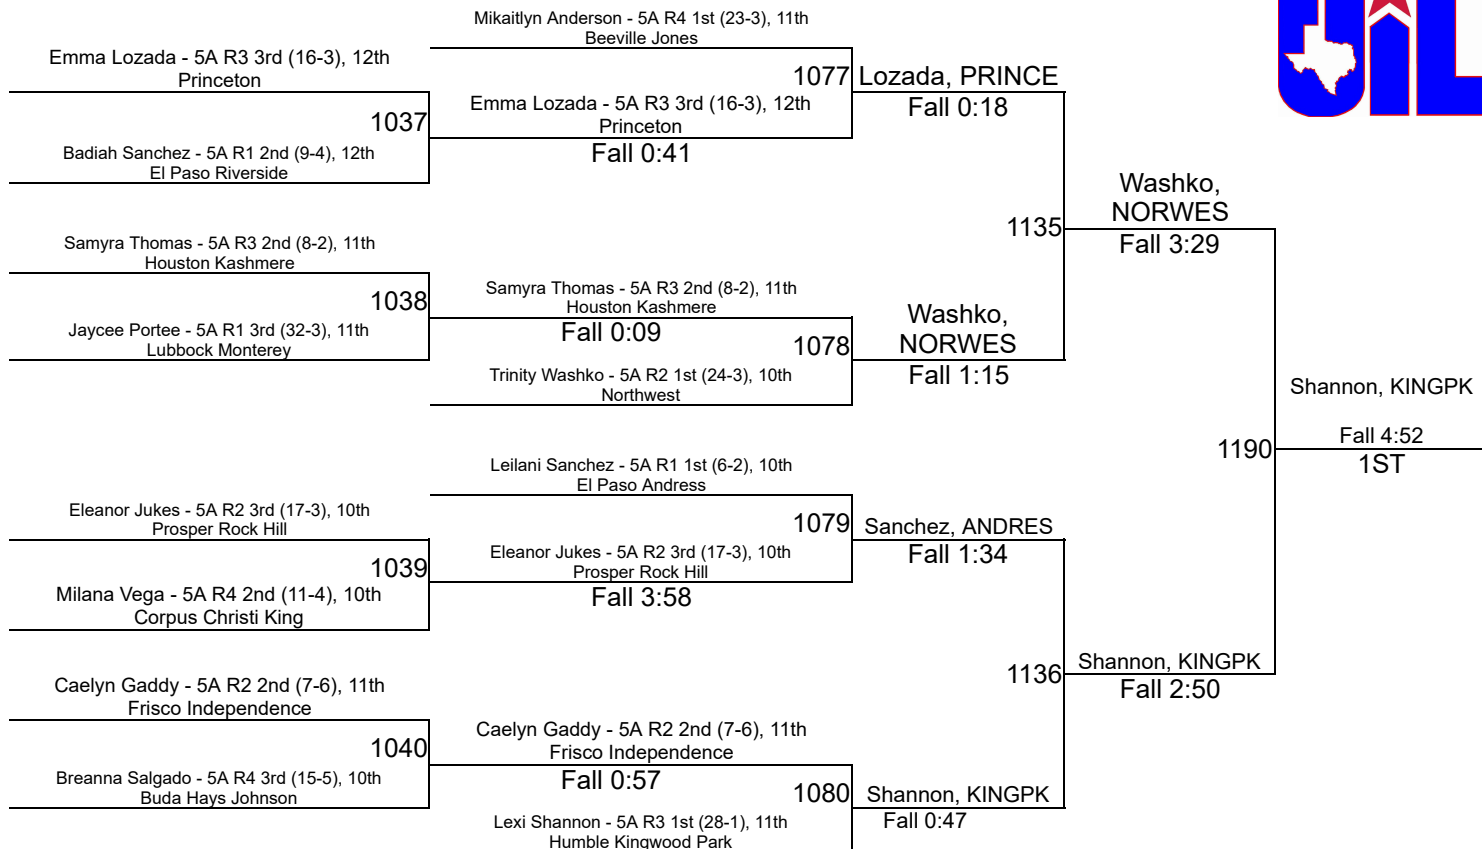 Mikaitlyn Anderson - 5A R4 1st (23-3), 11th
Beeville Jones
UIL
Emma Lozada - 5A R3 3rd (16-3), 12th
Princeton
1077
Lozada, PRINCE
Fall 0:18
Emma Lozada - 5A R3 3rd (16-3), 12th
Princeton
1037
Fall 0:41
Badiah Sanchez - 5A R1 2nd (9-4), 12th
El Paso Riverside
Washko,
NORWES
1135
Fall 3:29
Samyra Thomas - 5A R3 2nd (8-2), 11th
Houston Kashmere
Samyra Thomas - 5A R3 2nd (8-2), 11th
Houston Kashmere
1038
Fall 0:09
Jaycee Portee - 5A R1 3rd (32-3), 11th
Lubbock Monterey
Washko,
NORWES
1078
Fall 1:15
Trinity Washko - 5A R2 1st (24-3), 10th
Northwest
Shannon, KINGPK
1190
Fall 4:52
1ST
Leilani Sanchez - 5A R1 1st (6-2), 10th
El Paso Andress
Eleanor Jukes - 5A R2 3rd (17-3), 10th
Prosper Rock Hill
1079
Sanchez, ANDRES
Fall 1:34
Eleanor Jukes - 5A R2 3rd (17-3), 10th
Prosper Rock Hill
1039
Fall 3:58
Milana Vega - 5A R4 2nd (11-4), 10th
Corpus Christi King
1136
Shannon, KINGPK
Fall 2:50
Caelyn Gaddy - 5A R2 2nd (7-6), 11th
Frisco Independence
Caelyn Gaddy - 5A R2 2nd (7-6), 11th
Frisco Independence
1040
Fall 0:57
Breanna Salgado - 5A R4 3rd (15-5), 10th
Buda Hays Johnson
1080
Shannon, KINGPK
Fall 0:47
Lexi Shannon - 5A R3 1st (28-1), 11th
Humble Kingwood Park